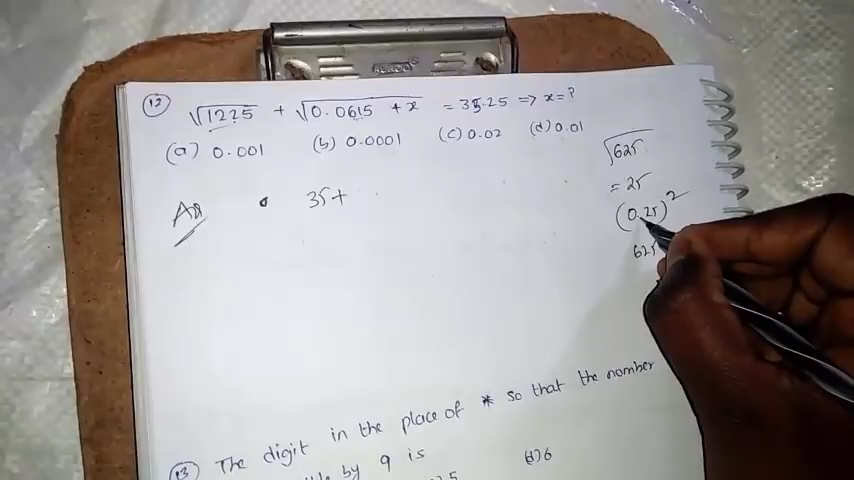 12 √1225 + √0.0615 + x = 35.25 ⇒ x = ?
(a) 0.001 (b) 0.0001 (c) 0.02 (d) 0.01
√625
= 25
(0.25)²
625
35+
13 The digit in the place of * so that the number
by 9 is
(d) 6